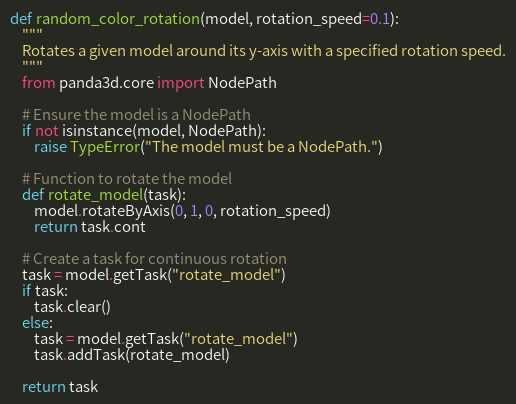 def random_color_rotation(model, rotation_speed=0.1):
"""
Rotates a given model around its y-axis with a specified rotation speed.
"""
from panda3d.core import NodePath
# Ensure the model is a NodePath
if not isinstance(model, NodePath):
raise TypeError("The model must be a NodePath.")
# Function to rotate the model
def rotate_model(task):
model.rotateByAxis(0, 1, 0, rotation_speed)
return task.cont
# Create a task for continuous rotation
task = model.getTask("rotate_model")
if task:
task.clear()
else:
task = model.getTask("rotate_model")
task.addTask(rotate_model)
return task